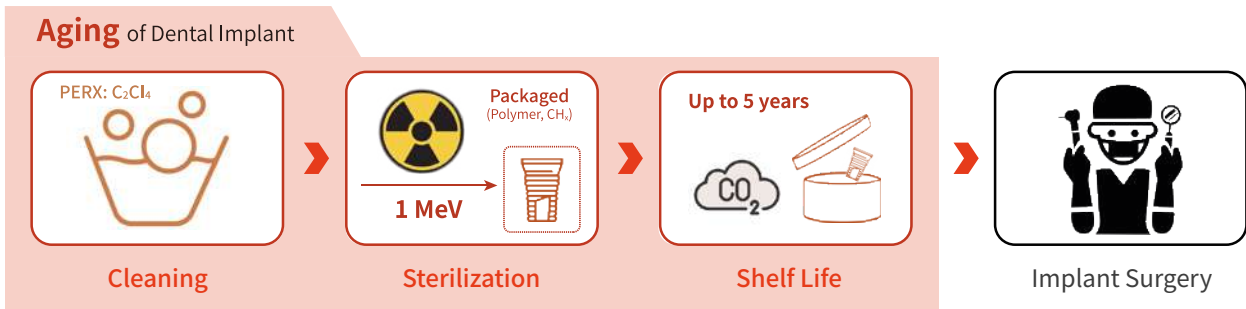 Aging of Dental Implant
PERX: C₂Cl₄
Packaged
(Polymer, CHₓ)
1 MeV
Up to 5 years
CO₂
Cleaning
Sterilization
Shelf Life
Implant Surgery